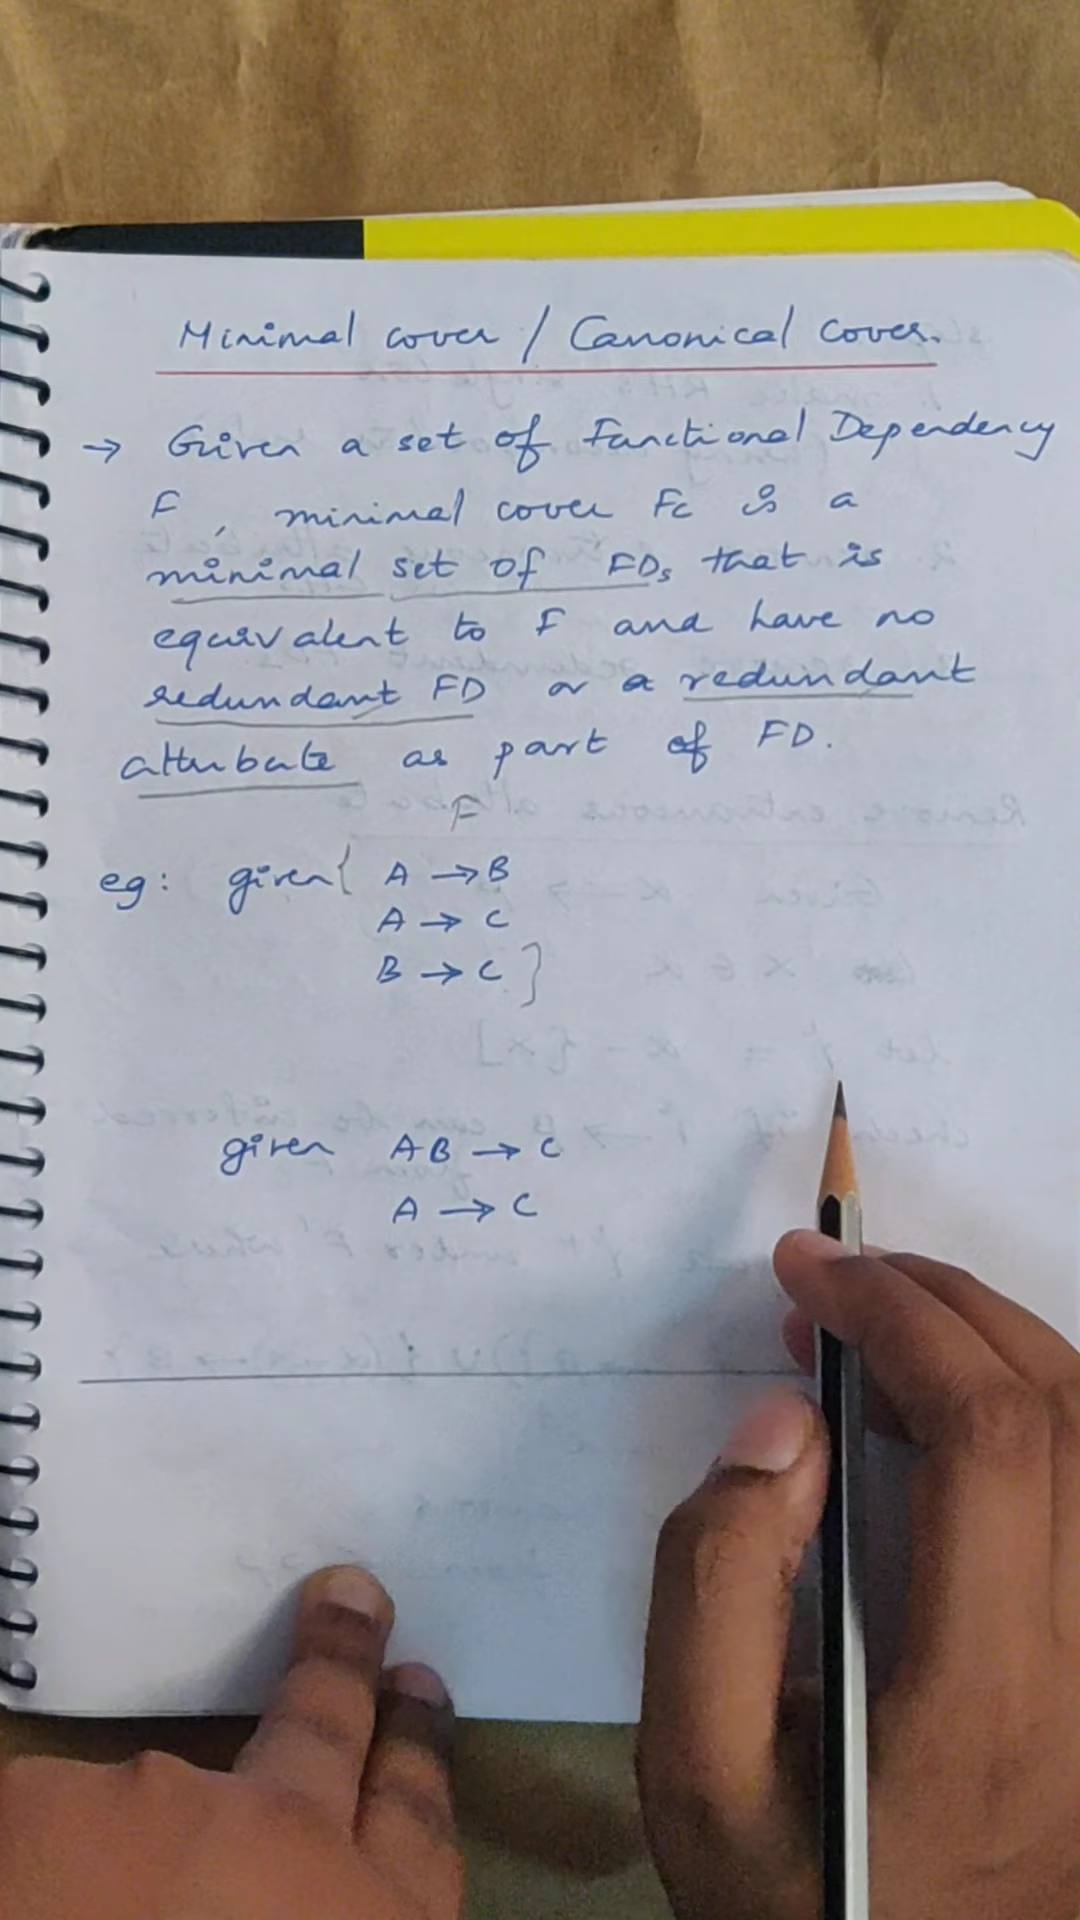 Minimal cover / Canonical cover.
→ Given a set of Functional Dependency
F, minimal cover Fc is a
minimal set of FDs that is
equivalent to F and have no
redundant FD or a redundant
attribute as part of FD.
F
eg: given { A → B
A → C
B → C }
given AB → C
A → C